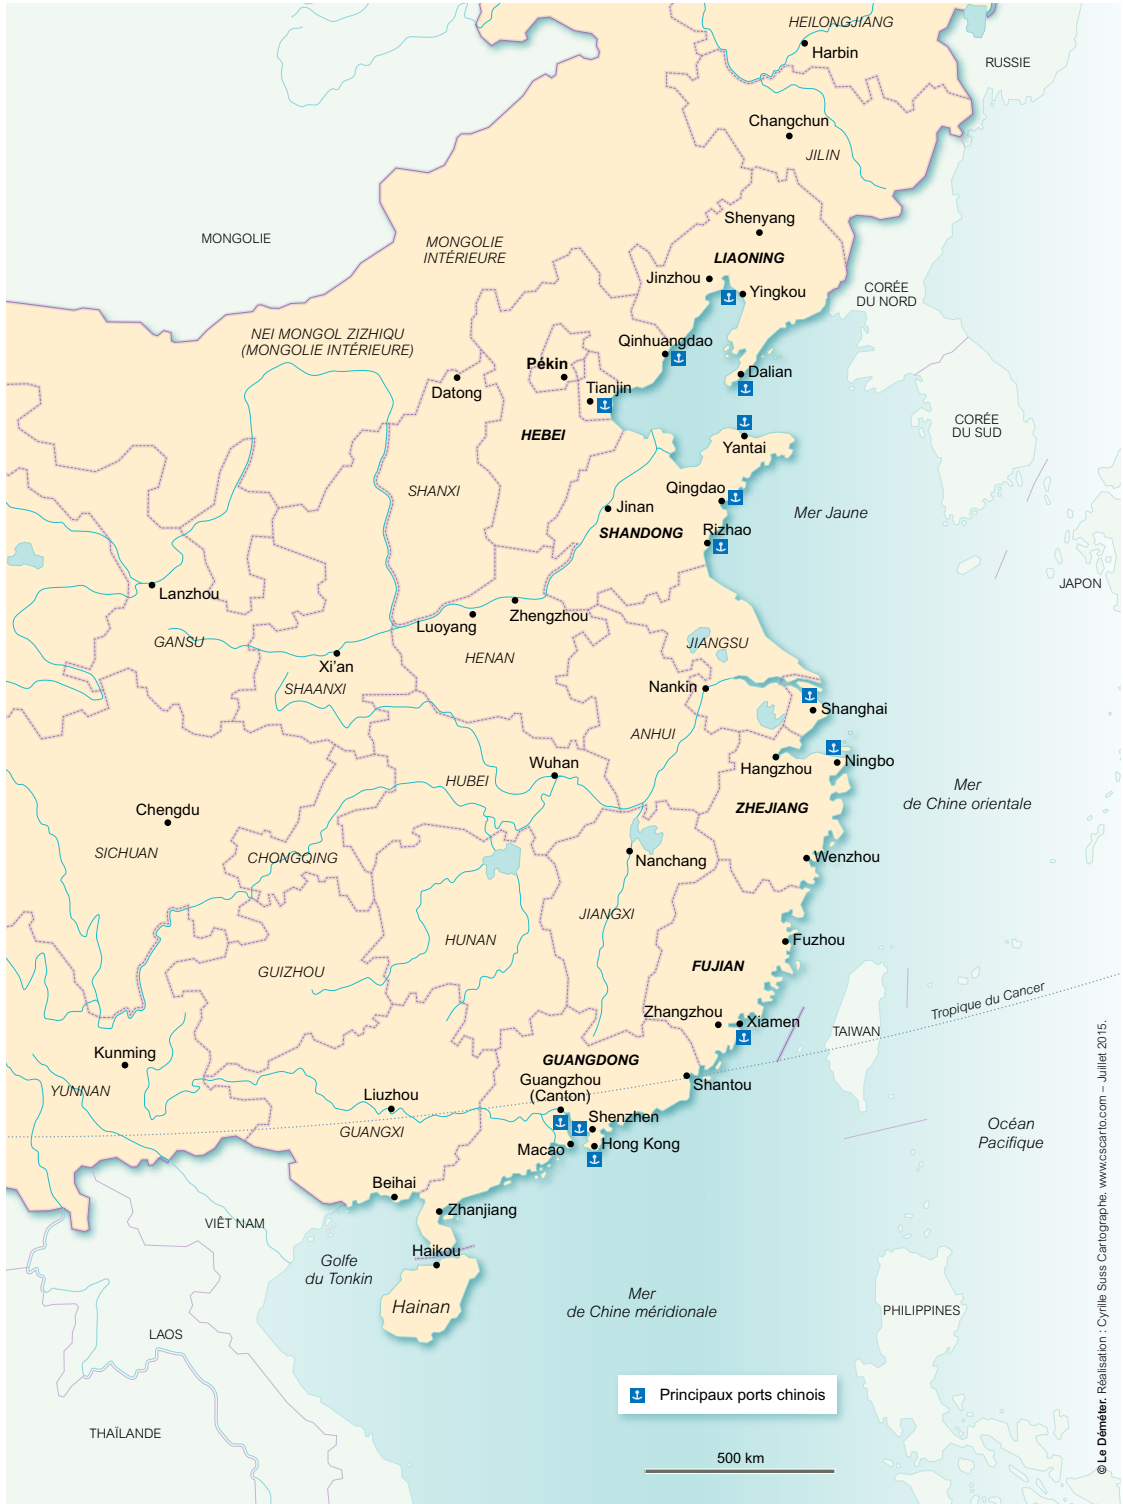 HEILONGJIANG
Harbin
RUSSIE
Changchun
JILIN
Shenyang
MONGOLIE
MONGOLIE
INTÉRIEURE
LIAONING
Jinzhou
Yingkou
CORÉE
DU NORD
NEI MONGOL ZIZHIQU
(MONGOLIE INTÉRIEURE)
Qinhuangdao
Pékin
Dalian
Datong
Tianjin
CORÉE
DU SUD
HEBEI
Yantai
SHANXI
Qingdao
Jinan
Mer Jaune
SHANDONG
Rizhao
JAPON
Lanzhou
Zhengzhou
Luoyang
GANSU
JIANGSU
HENAN
Xi'an
SHAANXI
Nankin
Shanghai
ANHUI
Wuhan
Hangzhou
Ningbo
HUBEI
Mer
de Chine orientale
Chengdu
ZHEJIANG
SICHUAN
CHONGQING
Nanchang
Wenzhou
JIANGXI
HUNAN
Fuzhou
GUIZHOU
FUJIAN
Tropique du Cancer
Zhangzhou
Xiamen
TAIWAN
Kunming
GUANGDONG
YUNNAN
Guangzhou
(Canton)
Shantou
Liuzhou
Shenzhen
GUANGXI
Macao
Hong Kong
Océan
Pacifique
Beihai
Zhanjiang
VIÊT NAM
Haikou
Golfe
du Tonkin
Hainan
Mer
de Chine méridionale
PHILIPPINES
LAOS
Principaux ports chinois
THAÏLANDE
500 km
© Le Déméter. Réalisation : Cyrille Suss Cartographe. www.cscarto.com – Juillet 2015.